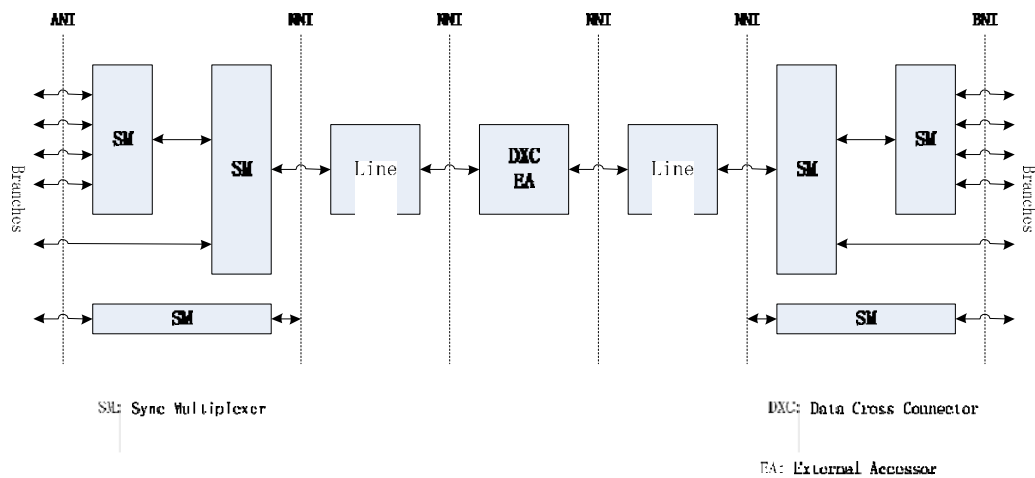 ANI NNI NNI NNI NNI BNI
SM
SM
Line
DXC
EA
Line
SM
SM
Branches
Branches
SM
SM
SM: Sync Multiplexer
DXC: Data Cross Connector
EA: External Accessor